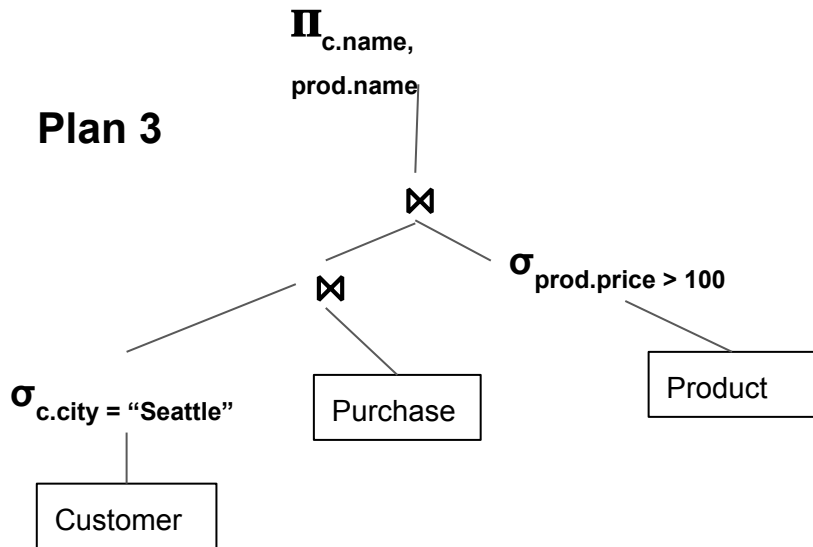 Π c.name,
prod.name
Plan 3
⋈
σ prod.price > 100
⋈
σ c.city = “Seattle”
Purchase
Product
Customer